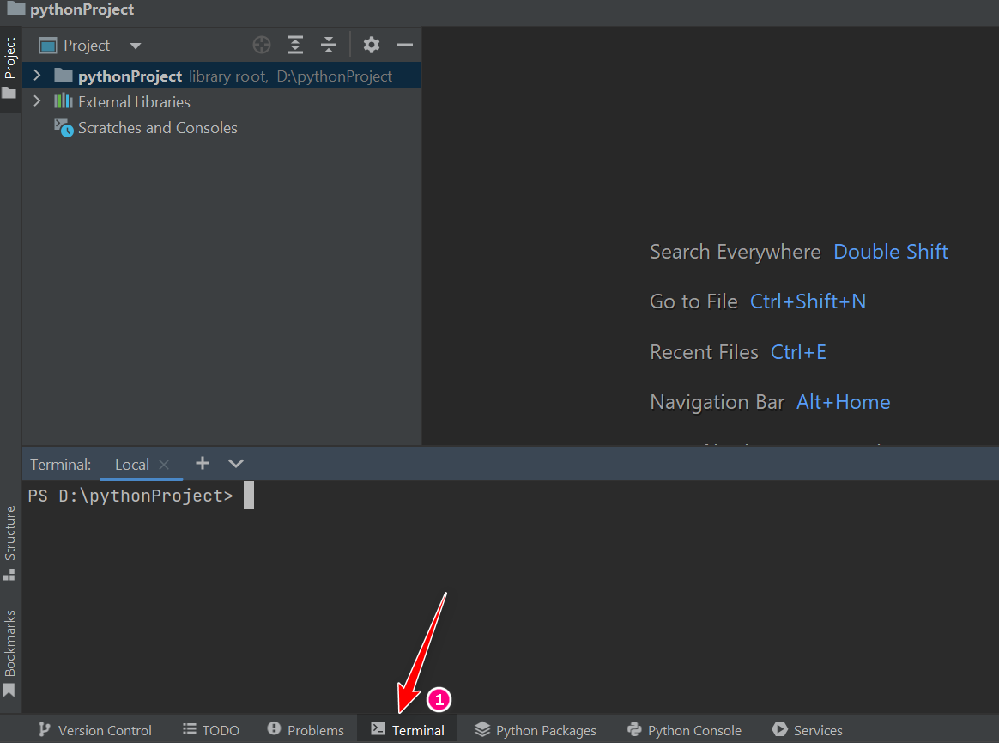 pythonProject
Project
Project
pythonProject library root, D:\pythonProject
External Libraries
Scratches and Consoles
Search Everywhere Double Shift
Go to File Ctrl+Shift+N
Recent Files Ctrl+E
Navigation Bar Alt+Home
Terminal: Local
PS D:\pythonProject>
Structure
Bookmarks
1
Version Control TODO Problems Terminal Python Packages Python Console Services